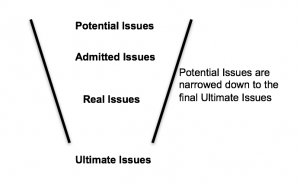 Potential Issues
Admitted Issues
Real Issues
Potential Issues are
narrowed down to the
final Ultimate Issues
Ultimate Issues